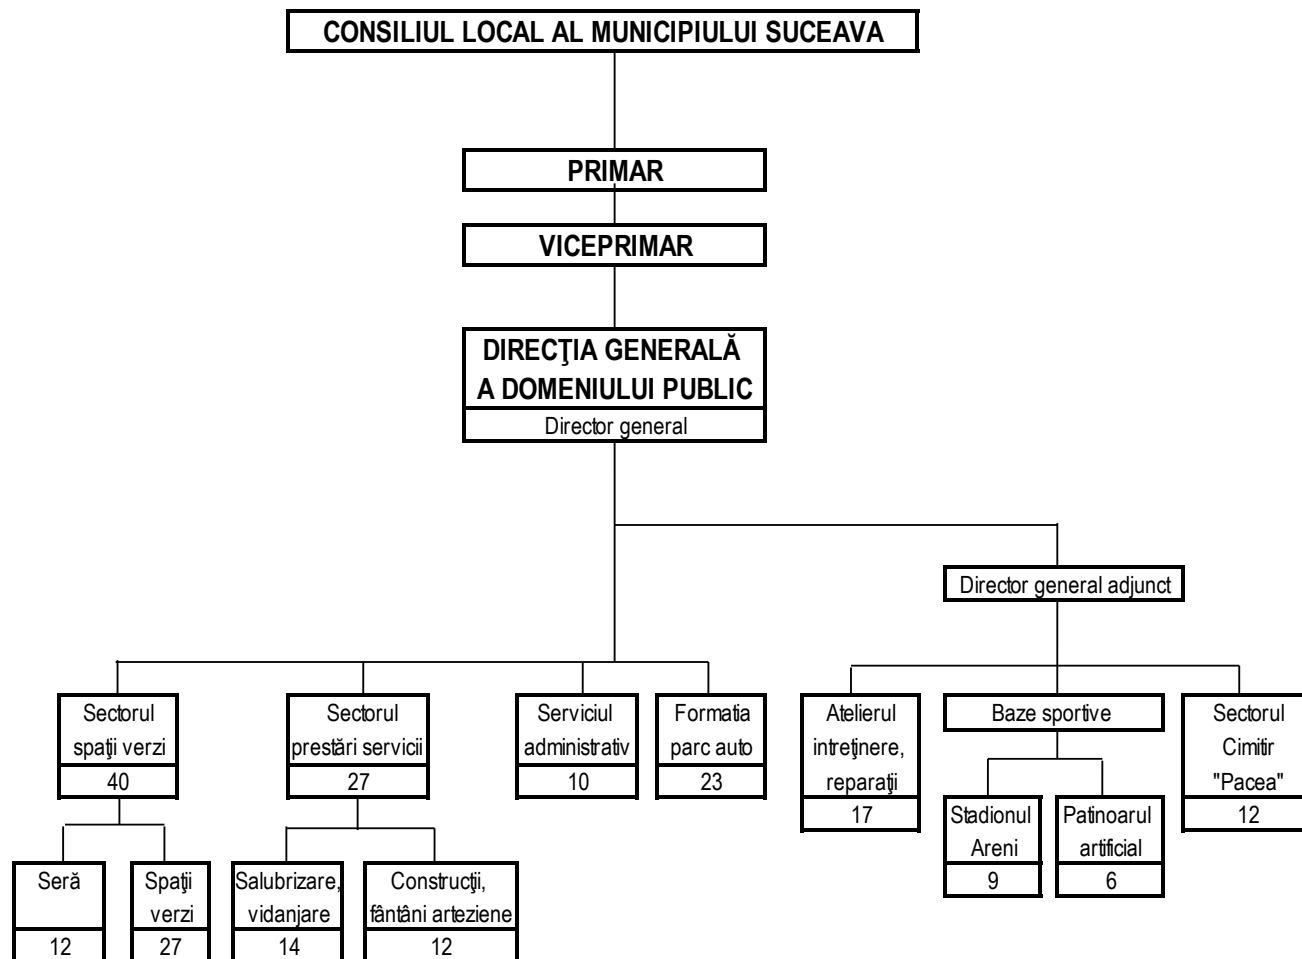 CONSILIUL LOCAL AL MUNICIPIULUI SUCEAVA
PRIMAR
VICEPRIMAR
DIRECŢIA GENERALĂ
A DOMENIULUI PUBLIC
Director general
Director general adjunct
Sectorul
spaţii verzi
40
Sectorul
prestări servicii
27
Serviciul
administrativ
10
Formatia
parc auto
23
Atelierul
intreţinere,
reparaţii
17
Baze sportive
Sectorul
Cimitir
"Pacea"
12
Stadionul
Areni
9
Patinoarul
artificial
6
Seră
12
Spaţii
verzi
27
Salubrizare,
vidanjare
14
Construcţii,
fântâni arteziene
12